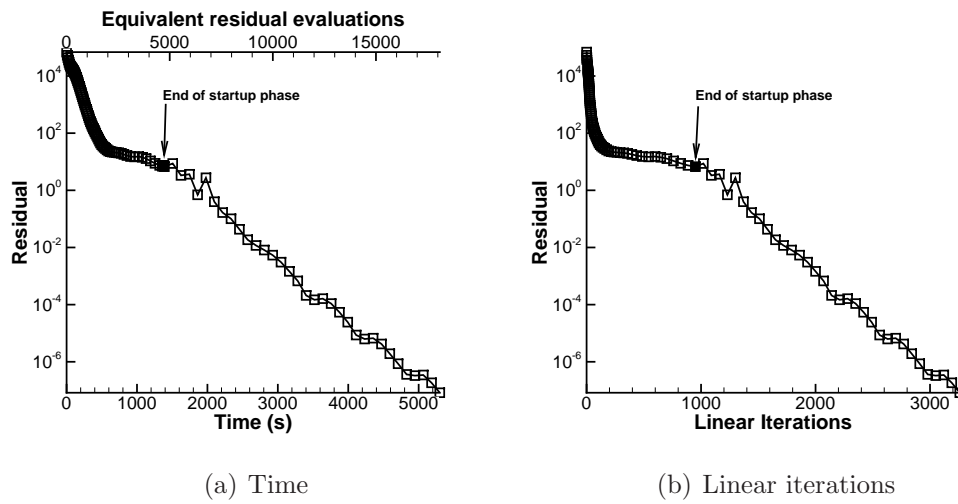 Equivalent residual evaluations
0 5000 10000 15000
Residual
10^4
10^2
10^0
10^-2
10^-4
10^-6
End of startup phase
0 1000 2000 3000 4000 5000
Time (s)
(a) Time
Residual
10^4
10^2
10^0
10^-2
10^-4
10^-6
End of startup phase
0 1000 2000 3000
Linear Iterations
(b) Linear iterations